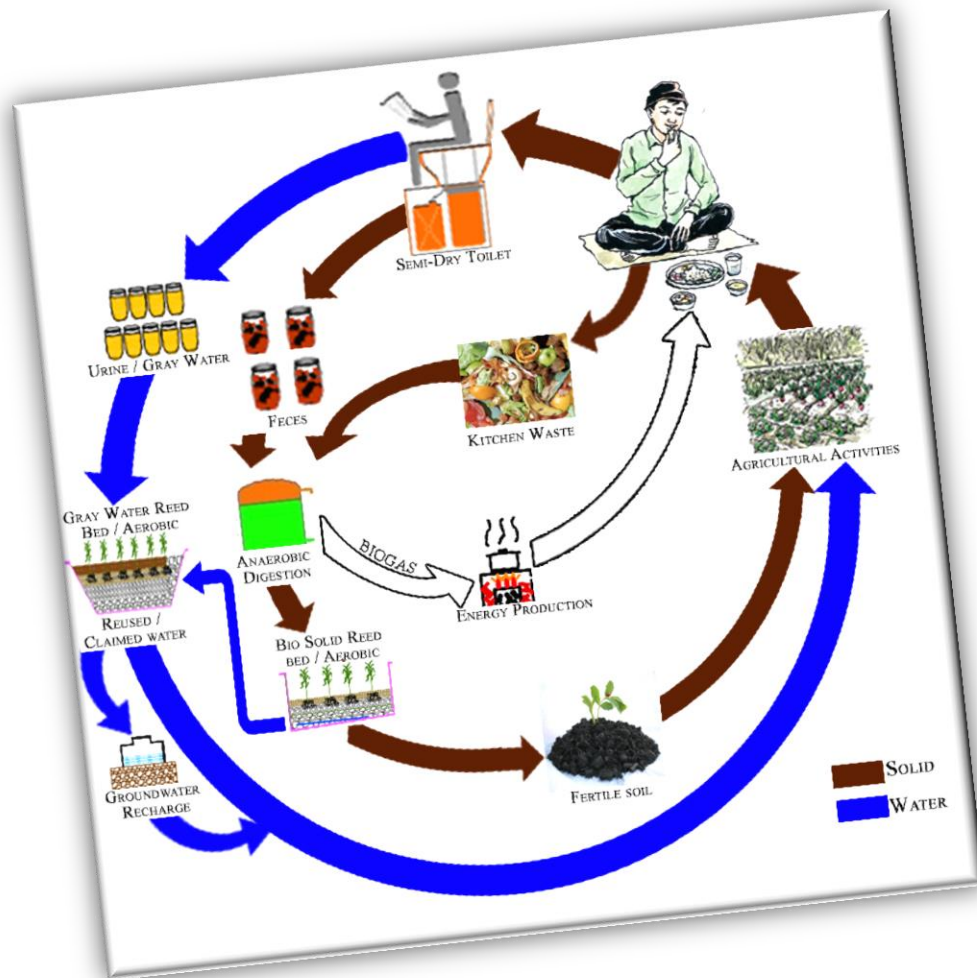 Semi-Dry Toilet
Urine / Gray Water
Feces
Kitchen Waste
Agricultural Activities
Gray Water Reed
Bed / Aerobic
Reused /
Claimed water
Anaerobic
Digestion
BIOGAS
Energy Production
Bio Solid Reed
bed / Aerobic
Groundwater
Recharge
Fertile soil
Solid
Water